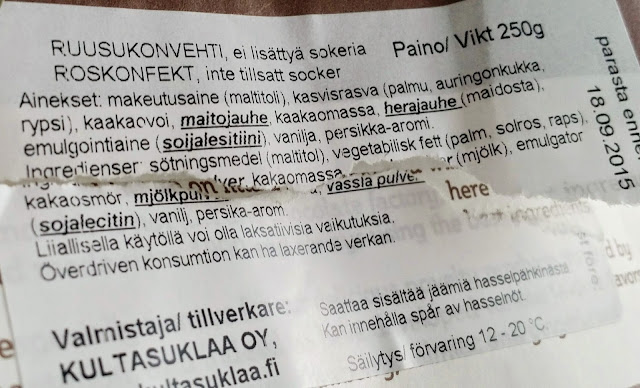 RUUSUKONVEHTI, ei lisättyä sokeria
ROSKONFEKT, inte tillsatt socker
Paino/ Vikt 250g
Ainekset: makeutusaine (maltitoli), kasvisrasva (palmu, auringonkukka,
rypsi), kaakaovoi, maitojauhe, kaakaomassa, herajauhe (maidosta),
emulgointiaine (soijalesitiini), vanilja, persikka-aromi.
Ingredienser: sötningsmedel (maltitol), vegetabilisk fett (palm, solros, raps),
kakaosmör, kakaomassa, vassla (mjölk), emulgator
(sojalecitin), vanilj, persika-arom.
Liiallisella käytöllä voi olla laksatiivisia vaikutuksia.
Överdriven konsumtion kan ha laxerande verkan.
Valmistaja/ tillverkare:
KULTASUKLAA OY,
kultasuklaa.fi
Saattaa sisältää jäämiä hasselpähkinästä
Kan innehålla spår av hasselnöt.
Säilytys/ förvaring 12 - 20 °C.
parasta
18.09.2015
here
best ingredients